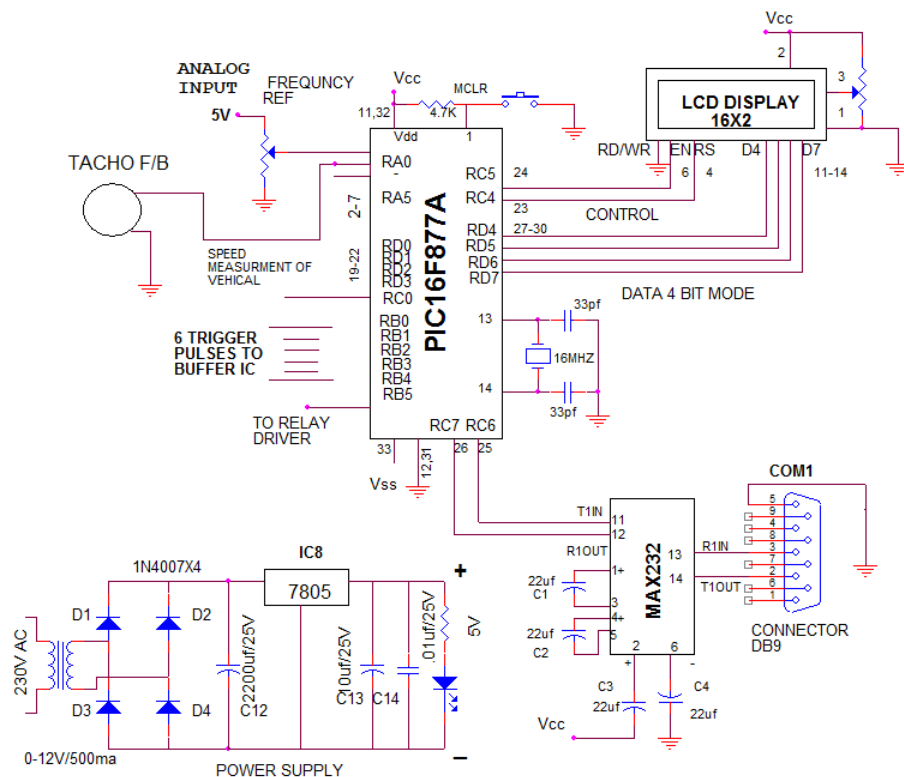 ANALOG
INPUT
5V
FREQUNCY
REF
Vcc
11,32
4.7K
MCLR
Vdd
1
Vcc
2
3
1
LCD DISPLAY
16X2
RD/WR
EN
RS
D4
D7
6
4
11-14
TACHO F/B
SPEED
MEASURMENT OF
VEHICAL
RA0
-
RA5
2-7
19-22
RD0
RD1
RD2
RD3
RC0
RB0
RB1
RB2
RB3
RB4
RB5
PIC16F877A
RC5
24
RC4
23
CONTROL
RD4
27-30
RD5
RD6
RD7
DATA 4 BIT MODE
13
14
33pf
16MHZ
33pf
6 TRIGGER
PULSES TO
BUFFER IC
TO RELAY
DRIVER
RC7
RC6
33
Vss
12,31
26
25
T1IN
R1OUT
11
12
1+
3
4+
5
22uf
C1
22uf
C2
MAX232
13
14
2
6
+
-
R1IN
T1OUT
COM1
5
9
4
8
3
7
2
6
1
CONNECTOR
DB9
C3
22uf
C4
22uf
Vcc
1N4007X4
D1
D2
D3
D4
230V AC
0-12V/500ma
C2200uf/25V
C12
IC8
7805
C10uf/25V
C13
.01uf/25V
C14
+
5V
–
POWER SUPPLY